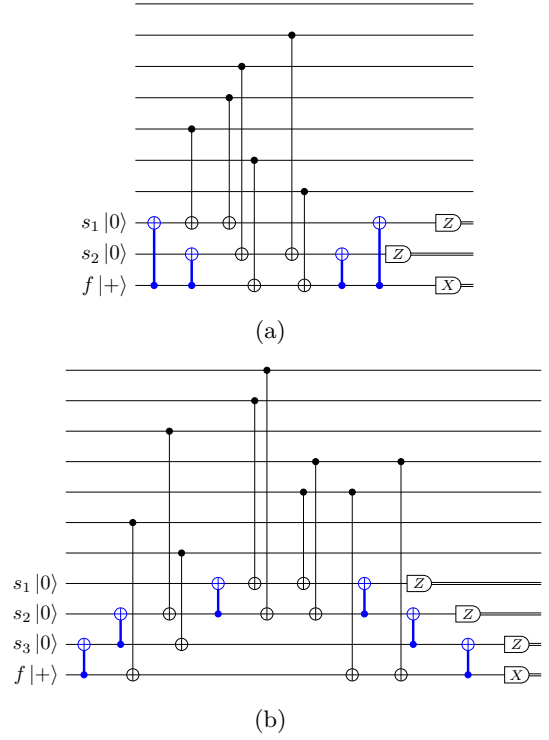 s₁ |0⟩ Z
s₂ |0⟩ Z
f |+⟩ X
(a)
s₁ |0⟩ Z
s₂ |0⟩ Z
s₃ |0⟩ Z
f |+⟩ X
(b)